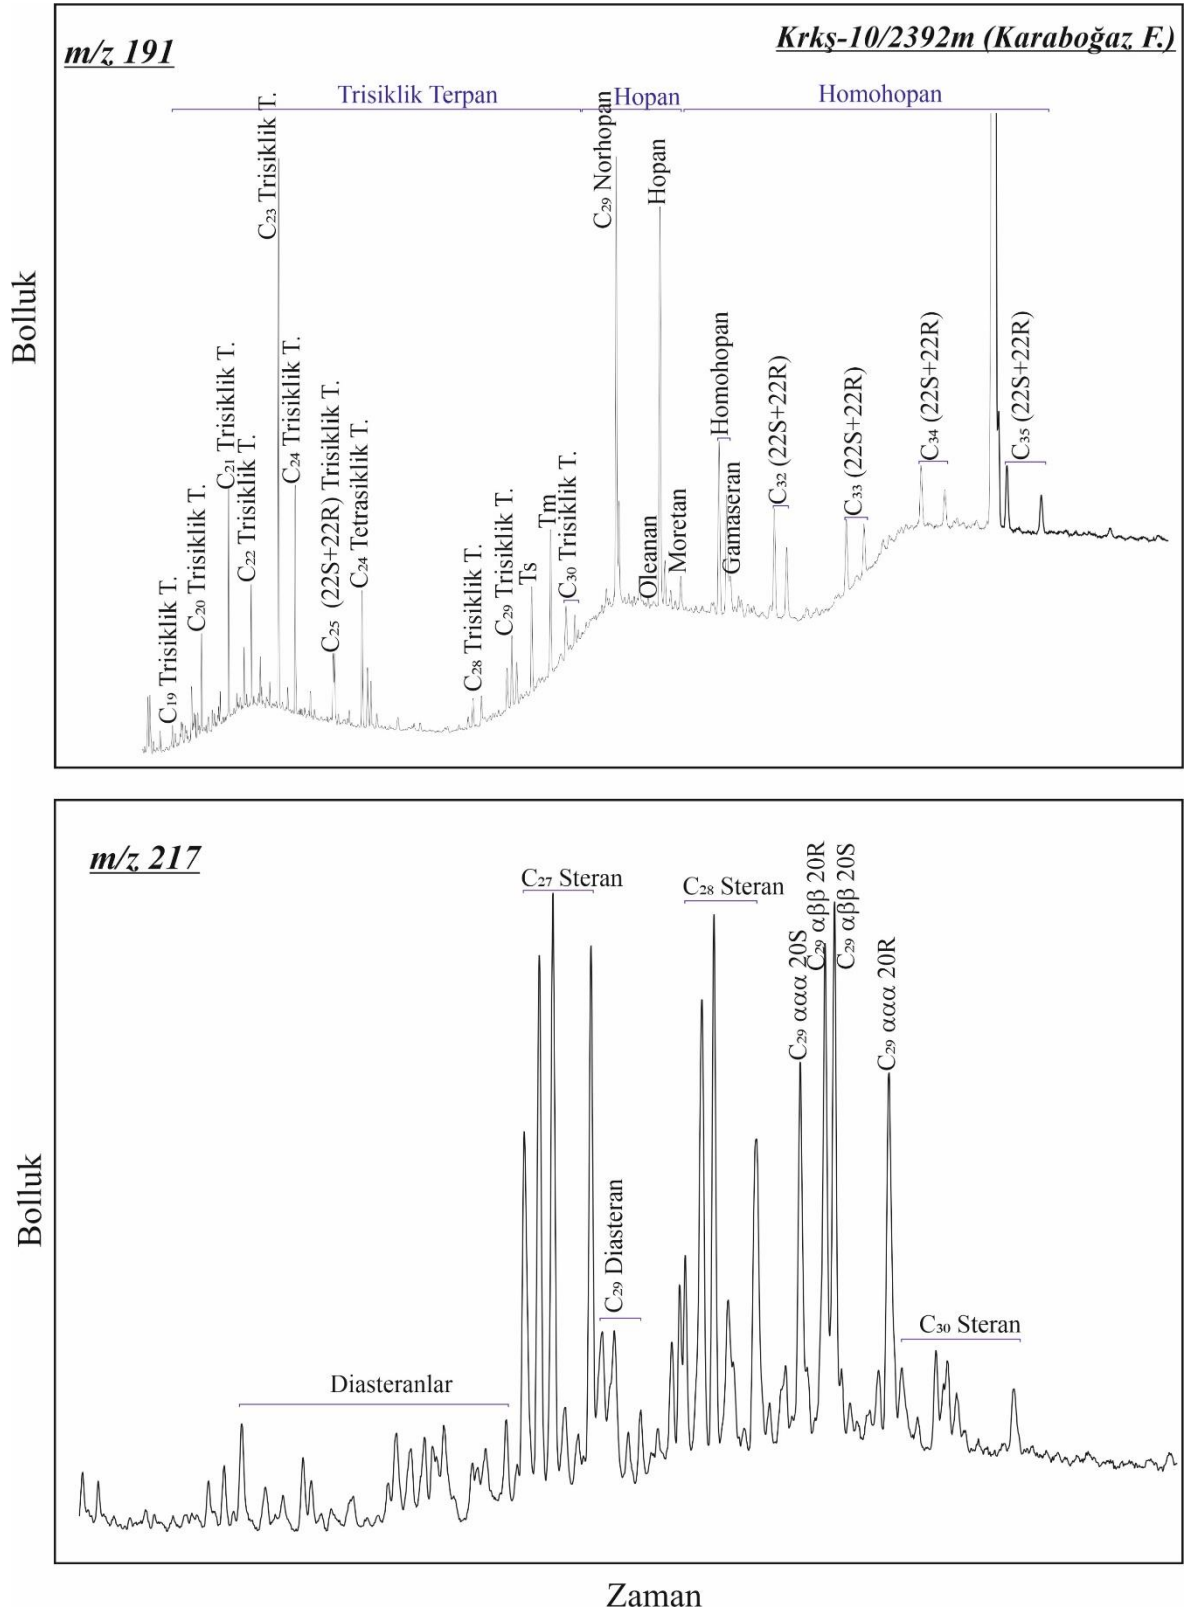 m/z 191
Krkş-10/2392m (Karaboğaz F.)
Trisiklik Terpan
Hopan
Homohopan
Bolluk
C₁₉ Trisiklik T.
C₂₀ Trisiklik T.
C₂₁ Trisiklik T.
C₂₂ Trisiklik T.
C₂₃ Trisiklik T.
C₂₄ Trisiklik T.
C₂₅ (22S+22R) Trisiklik T.
C₂₄ Tetrasiklik T.
C₂₈ Trisiklik T.
C₂₉ Trisiklik T.
Ts
Tm
C₃₀ Trisiklik T.
C₂₉ Norhopan
Oleanan
Hopan
Moretan
Homohopan
Gamaseran
C₃₂ (22S+22R)
C₃₃ (22S+22R)
C₃₄ (22S+22R)
C₃₅ (22S+22R)
m/z 217
Bolluk
Diasteranlar
C₂₇ Steran
C₂₉ Diasteran
C₂₈ Steran
C₂₉ ααα 20S
C₂₉ αββ 20R
C₂₉ αββ 20S
C₂₉ ααα 20R
C₃₀ Steran
Zaman